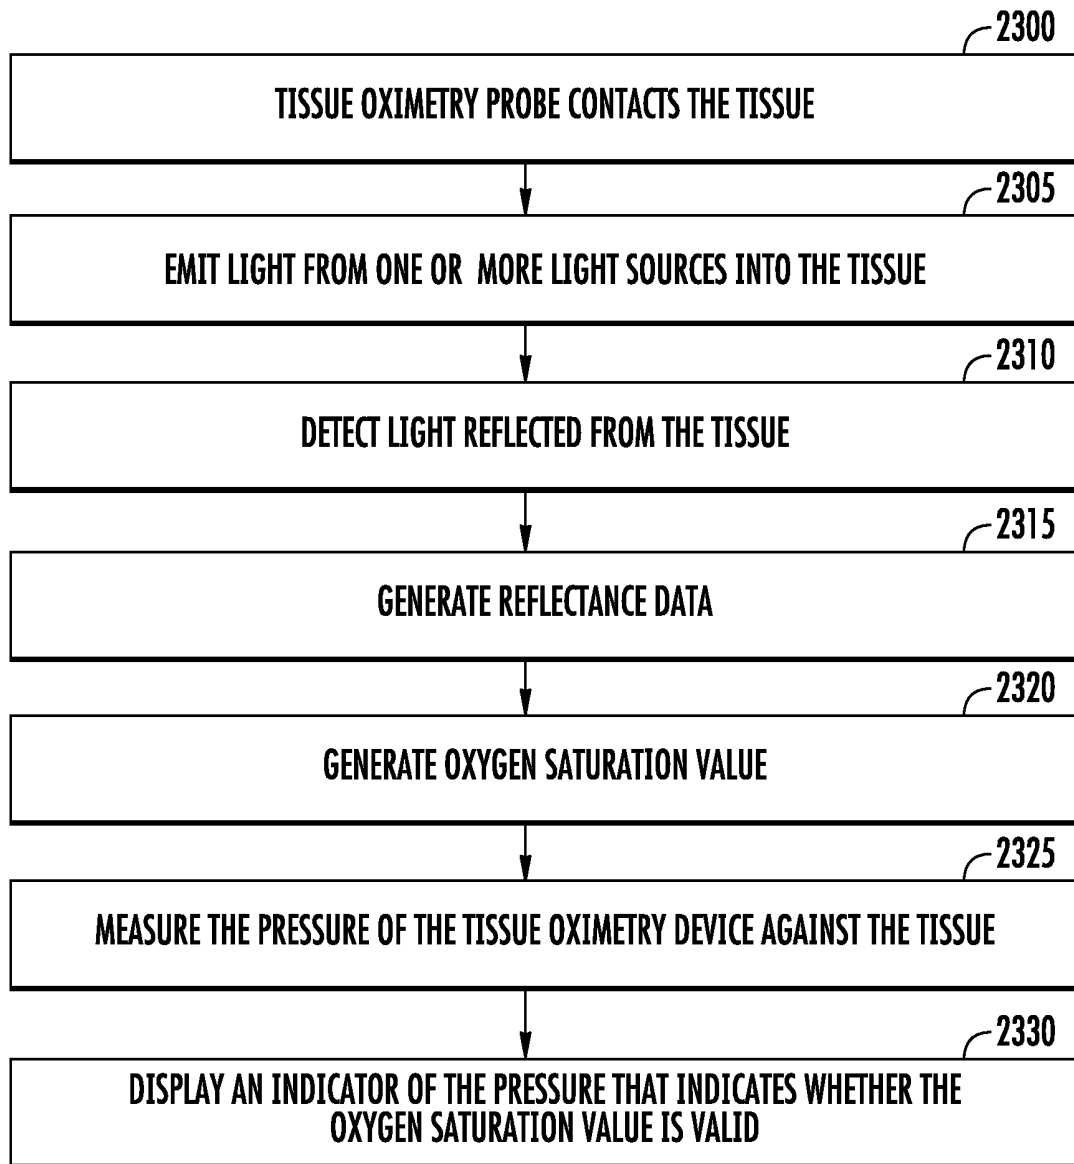 2300
TISSUE OXIMETRY PROBE CONTACTS THE TISSUE
2305
EMIT LIGHT FROM ONE OR MORE LIGHT SOURCES INTO THE TISSUE
2310
DETECT LIGHT REFLECTED FROM THE TISSUE
2315
GENERATE REFLECTANCE DATA
2320
GENERATE OXYGEN SATURATION VALUE
2325
MEASURE THE PRESSURE OF THE TISSUE OXIMETRY DEVICE AGAINST THE TISSUE
2330
DISPLAY AN INDICATOR OF THE PRESSURE THAT INDICATES WHETHER THE
OXYGEN SATURATION VALUE IS VALID